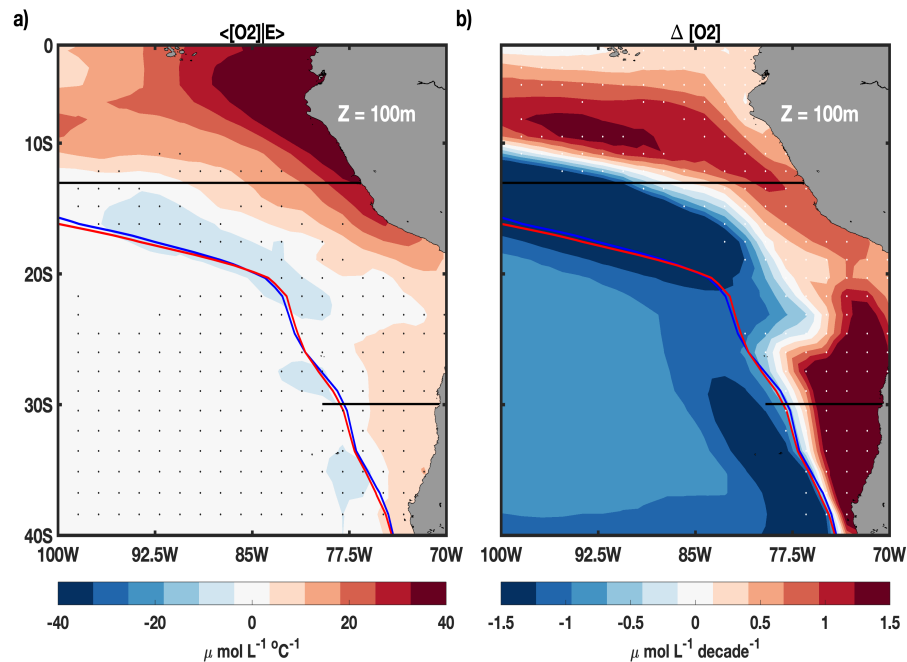 a)
<[O2]|E>
b)
Δ [O2]
0
10S
20S
30S
40S
Z = 100m
Z = 100m
100W 92.5W 85W 77.5W 70W
100W 92.5W 85W 77.5W 70W
-40 -20 0 20 40
μ mol L⁻¹ ºC⁻¹
-1.5 -1 -0.5 0 0.5 1 1.5
μ mol L⁻¹ decade⁻¹